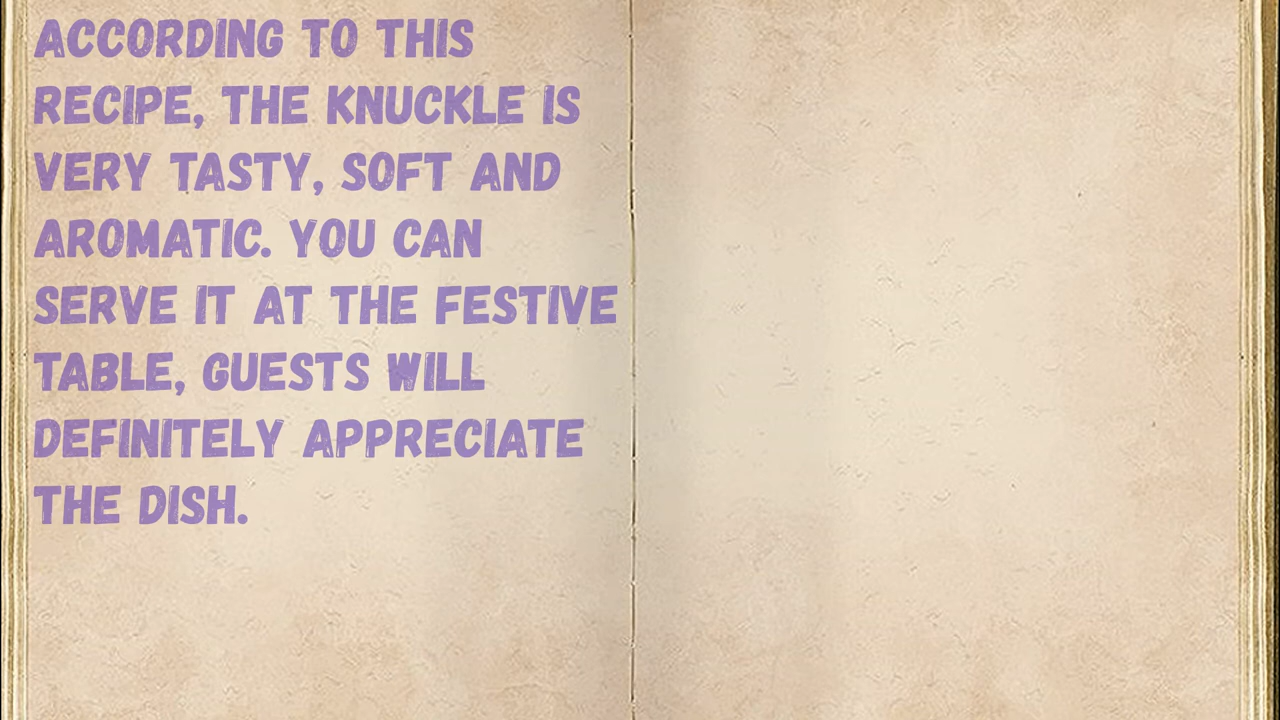 ACCORDING TO THIS
RECIPE, THE KNUCKLE IS
VERY TASTY, SOFT AND
AROMATIC. YOU CAN
SERVE IT AT THE FESTIVE
TABLE, GUESTS WILL
DEFINITELY APPRECIATE
THE DISH.